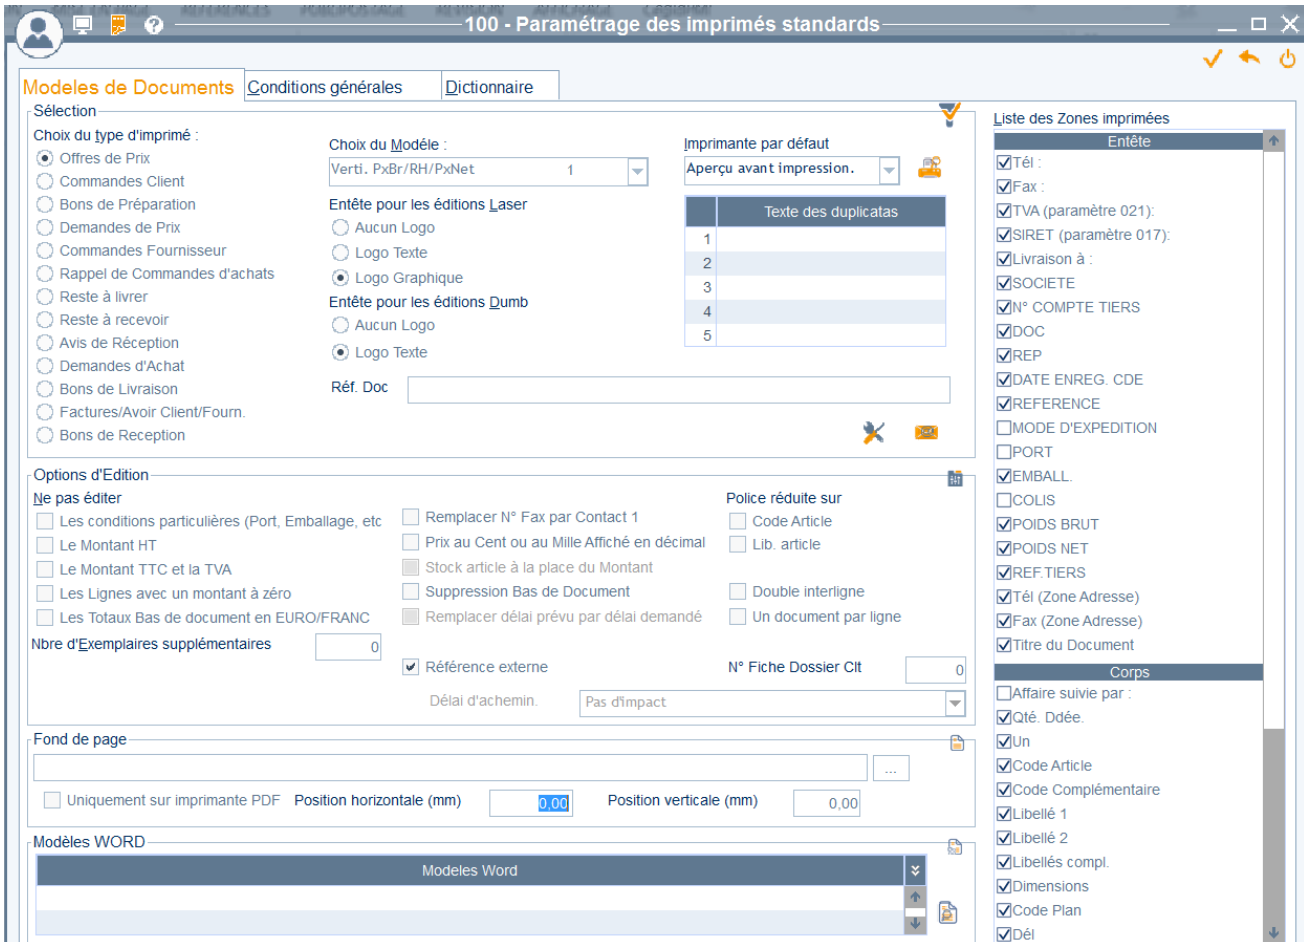 100 - Paramétrage des imprimés standards
Modeles de Documents
Conditions générales
Dictionnaire
Sélection
Choix du type d'imprimé :
Offres de Prix
Commandes Client
Bons de Préparation
Demandes de Prix
Commandes Fournisseur
Rappel de Commandes d'achats
Reste à livrer
Reste à recevoir
Avis de Réception
Demandes d'Achat
Bons de Livraison
Factures/Avoir Client/Fourn.
Bons de Reception
Choix du Modéle :
Verti. PxBr/RH/PxNet 1
Entête pour les éditions Laser
Aucun Logo
Logo Texte
Logo Graphique
Entête pour les éditions Dumb
Aucun Logo
Logo Texte
Réf. Doc
Imprimante par défaut
Aperçu avant impression.
Texte des duplicatas
1
2
3
4
5
Options d'Edition
Ne pas éditer
Les conditions particulières (Port, Emballage, etc
Le Montant HT
Le Montant TTC et la TVA
Les Lignes avec un montant à zéro
Les Totaux Bas de document en EURO/FRANC
Nbre d'Exemplaires supplémentaires 0
Remplacer N° Fax par Contact 1
Prix au Cent ou au Mille Affiché en décimal
Stock article à la place du Montant
Suppression Bas de Document
Remplacer délai prévu par délai demandé
Référence externe
Délai d'achemin. Pas d'impact
Police réduite sur
Code Article
Lib. article
Double interligne
Un document par ligne
N° Fiche Dossier Clt 0
Fond de page
...
Uniquement sur imprimante PDF Position horizontale (mm) 0,00 Position verticale (mm) 0,00
Modèles WORD
Modeles Word
Liste des Zones imprimées
Entête
Tél :
Fax :
TVA (paramètre 021):
SIRET (paramètre 017):
Livraison à :
SOCIETE
N° COMPTE TIERS
DOC
REP
DATE ENREG. CDE
REFERENCE
MODE D'EXPEDITION
PORT
EMBALL.
COLIS
POIDS BRUT
POIDS NET
REF.TIERS
Tél (Zone Adresse)
Fax (Zone Adresse)
Titre du Document
Corps
Affaire suivie par :
Qté. Ddée.
Un
Code Article
Code Complémentaire
Libellé 1
Libellé 2
Libellés compl.
Dimensions
Code Plan
Dél